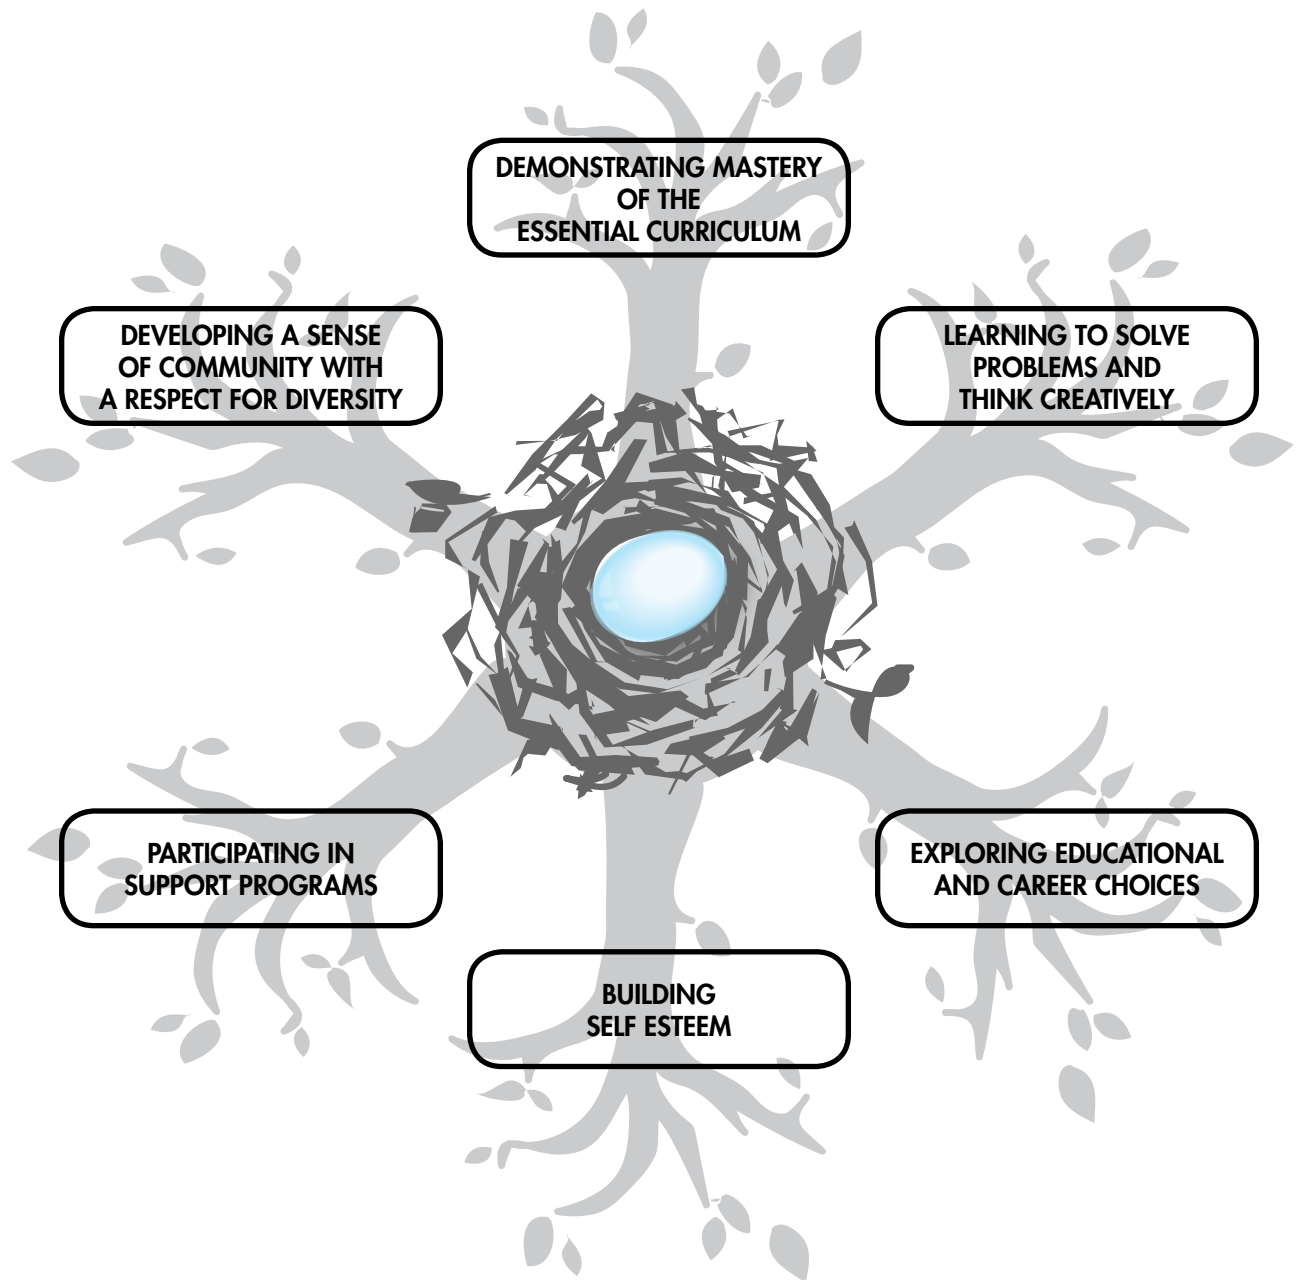 DEMONSTRATING MASTERY
OF THE
ESSENTIAL CURRICULUM
DEVELOPING A SENSE
OF COMMUNITY WITH
A RESPECT FOR DIVERSITY
LEARNING TO SOLVE
PROBLEMS AND
THINK CREATIVELY
PARTICIPATING IN
SUPPORT PROGRAMS
EXPLORING EDUCATIONAL
AND CAREER CHOICES
BUILDING
SELF ESTEEM